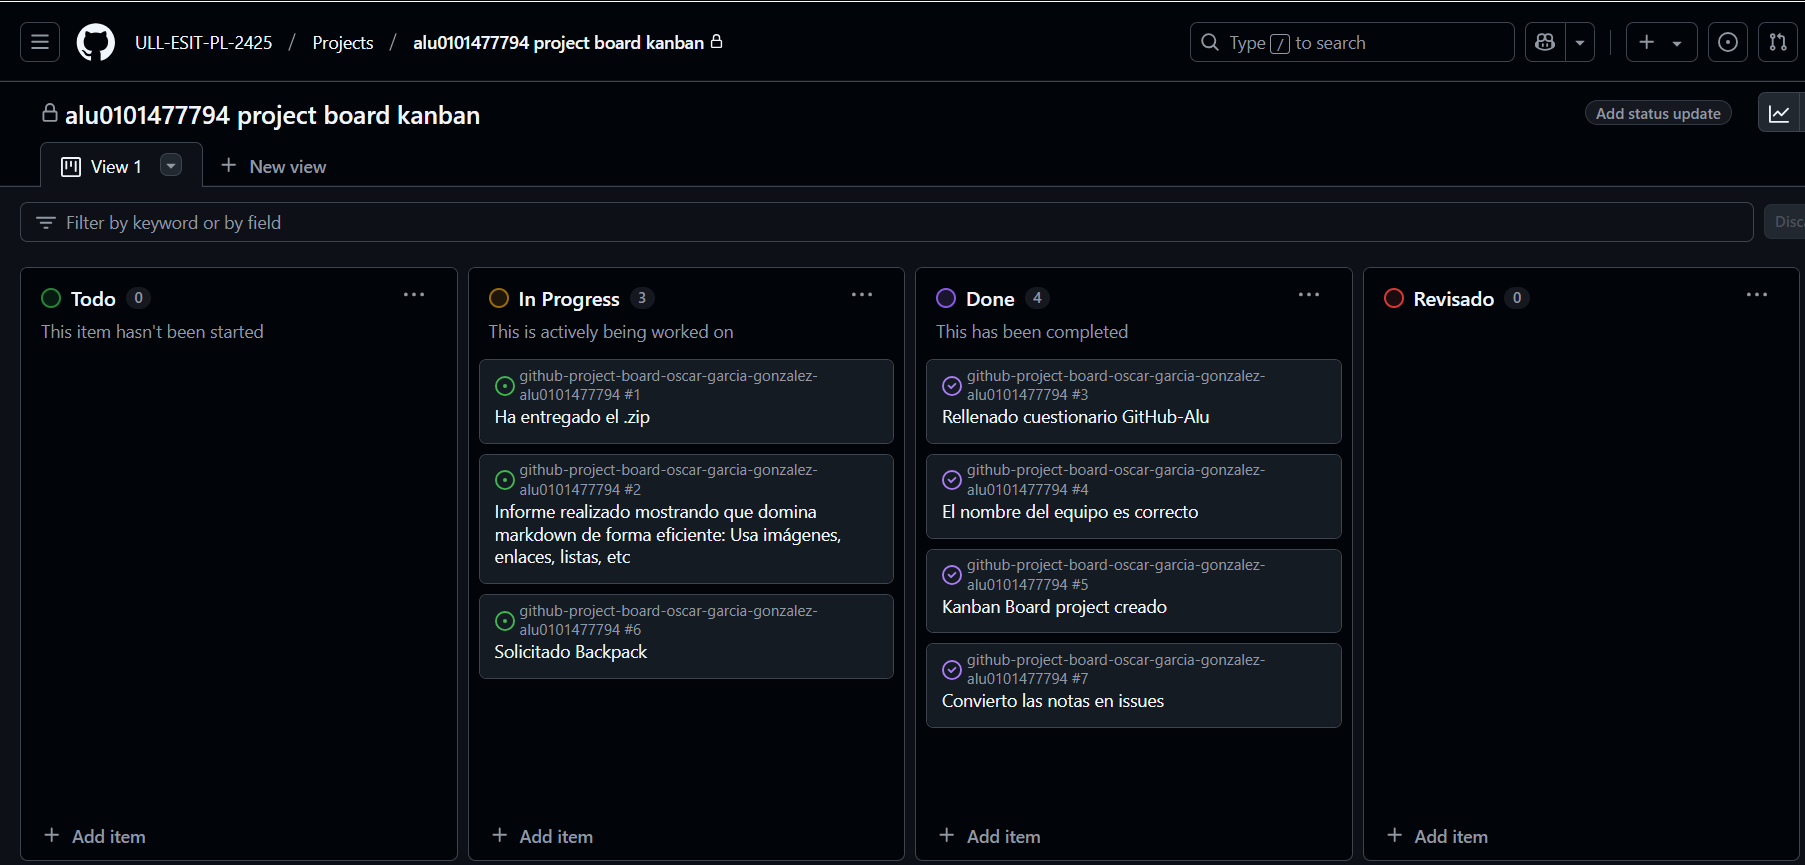 ULL-ESIT-PL-2425 / Projects / alu0101477794 project board kanban
Type / to search
alu0101477794 project board kanban
Add status update
View 1
New view
Filter by keyword or by field
Disc
Todo 0
This item hasn't been started
Add item
In Progress 3
This is actively being worked on
github-project-board-oscar-garcia-gonzalez-
alu0101477794 #1
Ha entregado el .zip
github-project-board-oscar-garcia-gonzalez-
alu0101477794 #2
Informe realizado mostrando que domina
markdown de forma eficiente: Usa imágenes,
enlaces, listas, etc
github-project-board-oscar-garcia-gonzalez-
alu0101477794 #6
Solicitado Backpack
Add item
Done 4
This has been completed
github-project-board-oscar-garcia-gonzalez-
alu0101477794 #3
Rellenado cuestionario GitHub-Alu
github-project-board-oscar-garcia-gonzalez-
alu0101477794 #4
El nombre del equipo es correcto
github-project-board-oscar-garcia-gonzalez-
alu0101477794 #5
Kanban Board project creado
github-project-board-oscar-garcia-gonzalez-
alu0101477794 #7
Convierto las notas en issues
Add item
Revisado 0
Add item